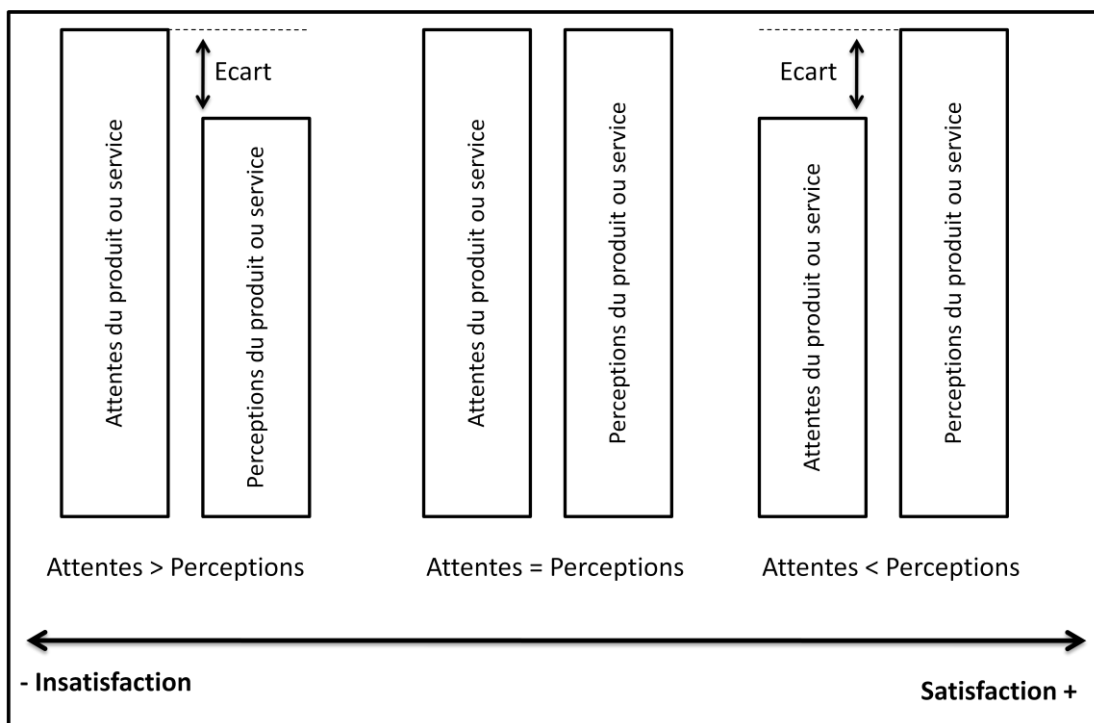 Ecart
Ecart
Attentes du produit ou service
Perceptions du produit ou service
Attentes du produit ou service
Perceptions du produit ou service
Attentes du produit ou service
Perceptions du produit ou service
Attentes > Perceptions
Attentes = Perceptions
Attentes < Perceptions
- Insatisfaction
Satisfaction +